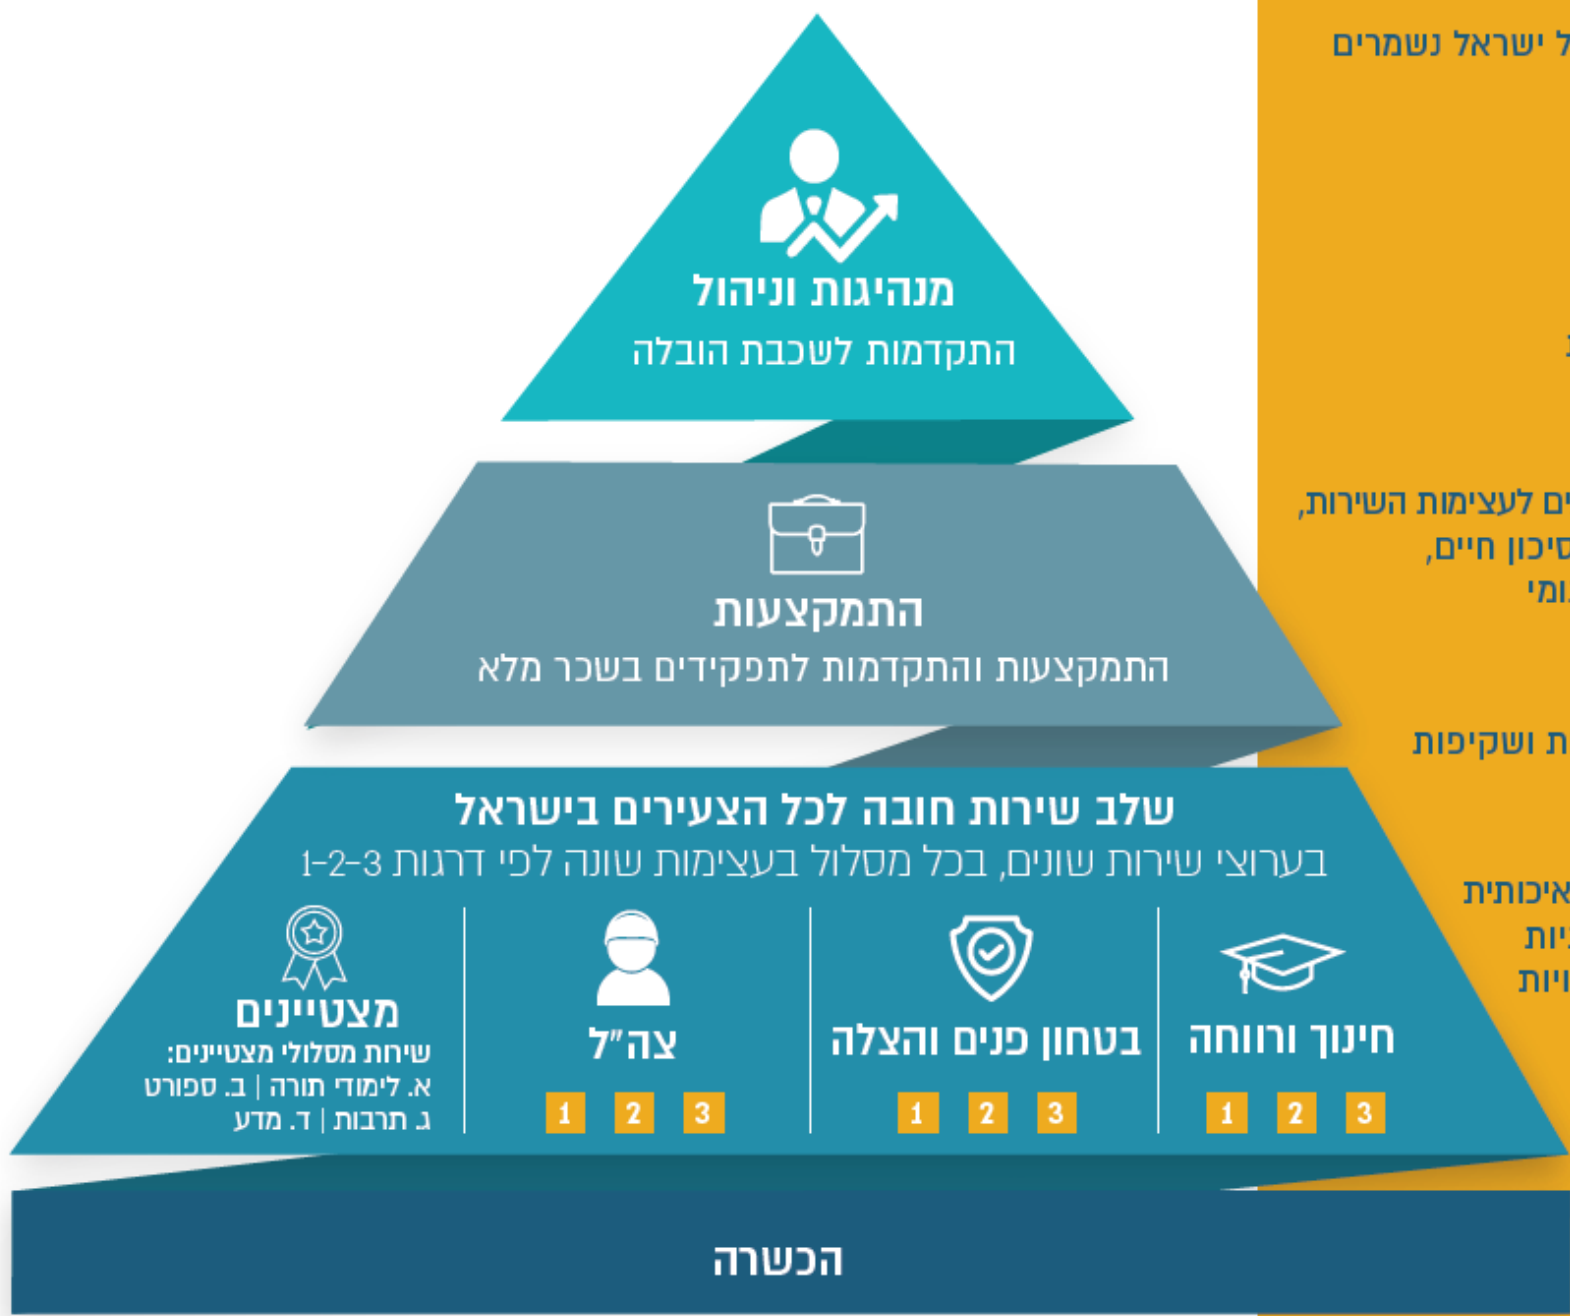 מנהיגות וניהול
התקדמות לשכבת הובלה
התמקצעות
התמקצעות והתקדמות לתפקידים בשכר מלא
שלב שירות חובה לכל הצעירים בישראל
בערוצי שירות שונים, בכל מסלול בעצימות שונה לפי דרגות 1-2-3
חינוך ורווחה
1 2 3
בטחון פנים והצלה
1 2 3
צה"ל
1 2 3
מצטיינים
שירות מסלולי מצטיינים:
א. לימודי תורה | ב. ספורט
ג. תרבות | ד. מדע
הכשרה
ישראל נשמרים
לעצימות השירות,
סיכון חיים,
ושקיפות
איכותית